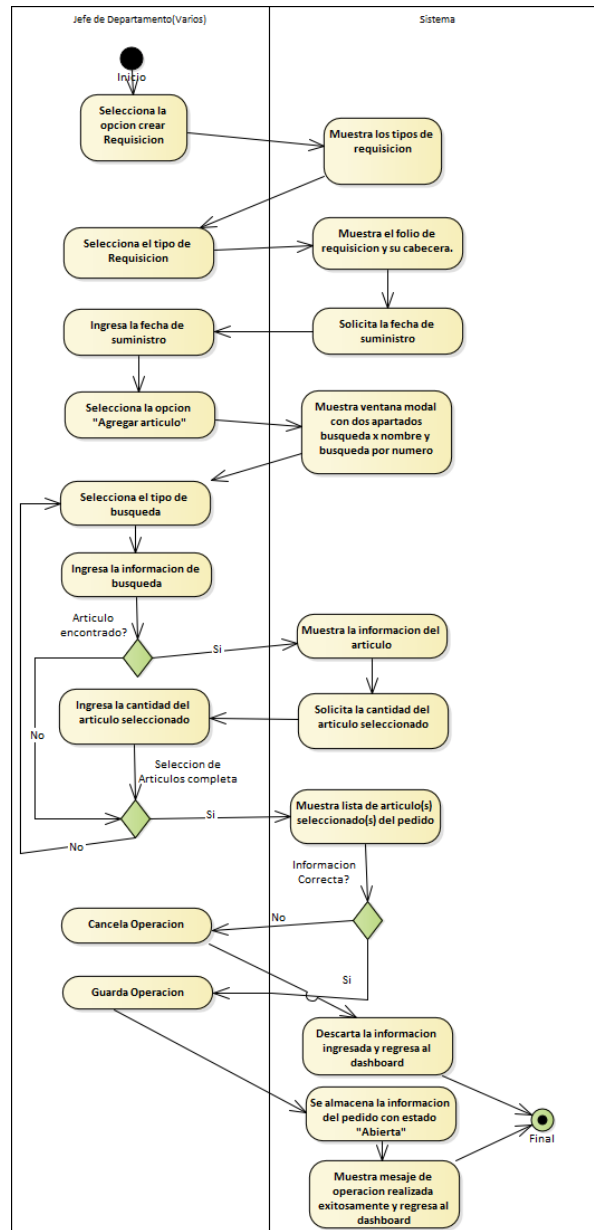 Jefe de Departamento(Varios)
Sistema
Inicio
Selecciona la
opcion crear
Requisicion
Muestra los tipos de
requisicion
Selecciona el tipo de
Requisicion
Muestra el folio de
requisicion y su cabecera.
Ingresa la fecha de
suministro
Solicita la fecha de
suministro
Selecciona la opcion
"Agregar articulo"
Muestra ventana modal
con dos apartados
busqueda x nombre y
busqueda por numero
Selecciona el tipo de
busqueda
Ingresa la informacion de
busqueda
Articulo
encontrado?
Si
Muestra la informacion del
articulo
Ingresa la cantidad del
articulo seleccionado
Solicita la cantidad del
articulo seleccionado
No
Seleccion de
Articulos completa
Si
Muestra lista de articulo(s)
seleccionado(s) del pedido
No
Informacion
Correcta?
Cancela Operacion
No
Guarda Operacion
Si
Descarta la informacion
ingresada y regresa al
dashboard
Se almacena la informacion
del pedido con estado
"Abierta"
Final
Muestra mesaje de
operacion realizada
exitosamente y regresa al
dashboard